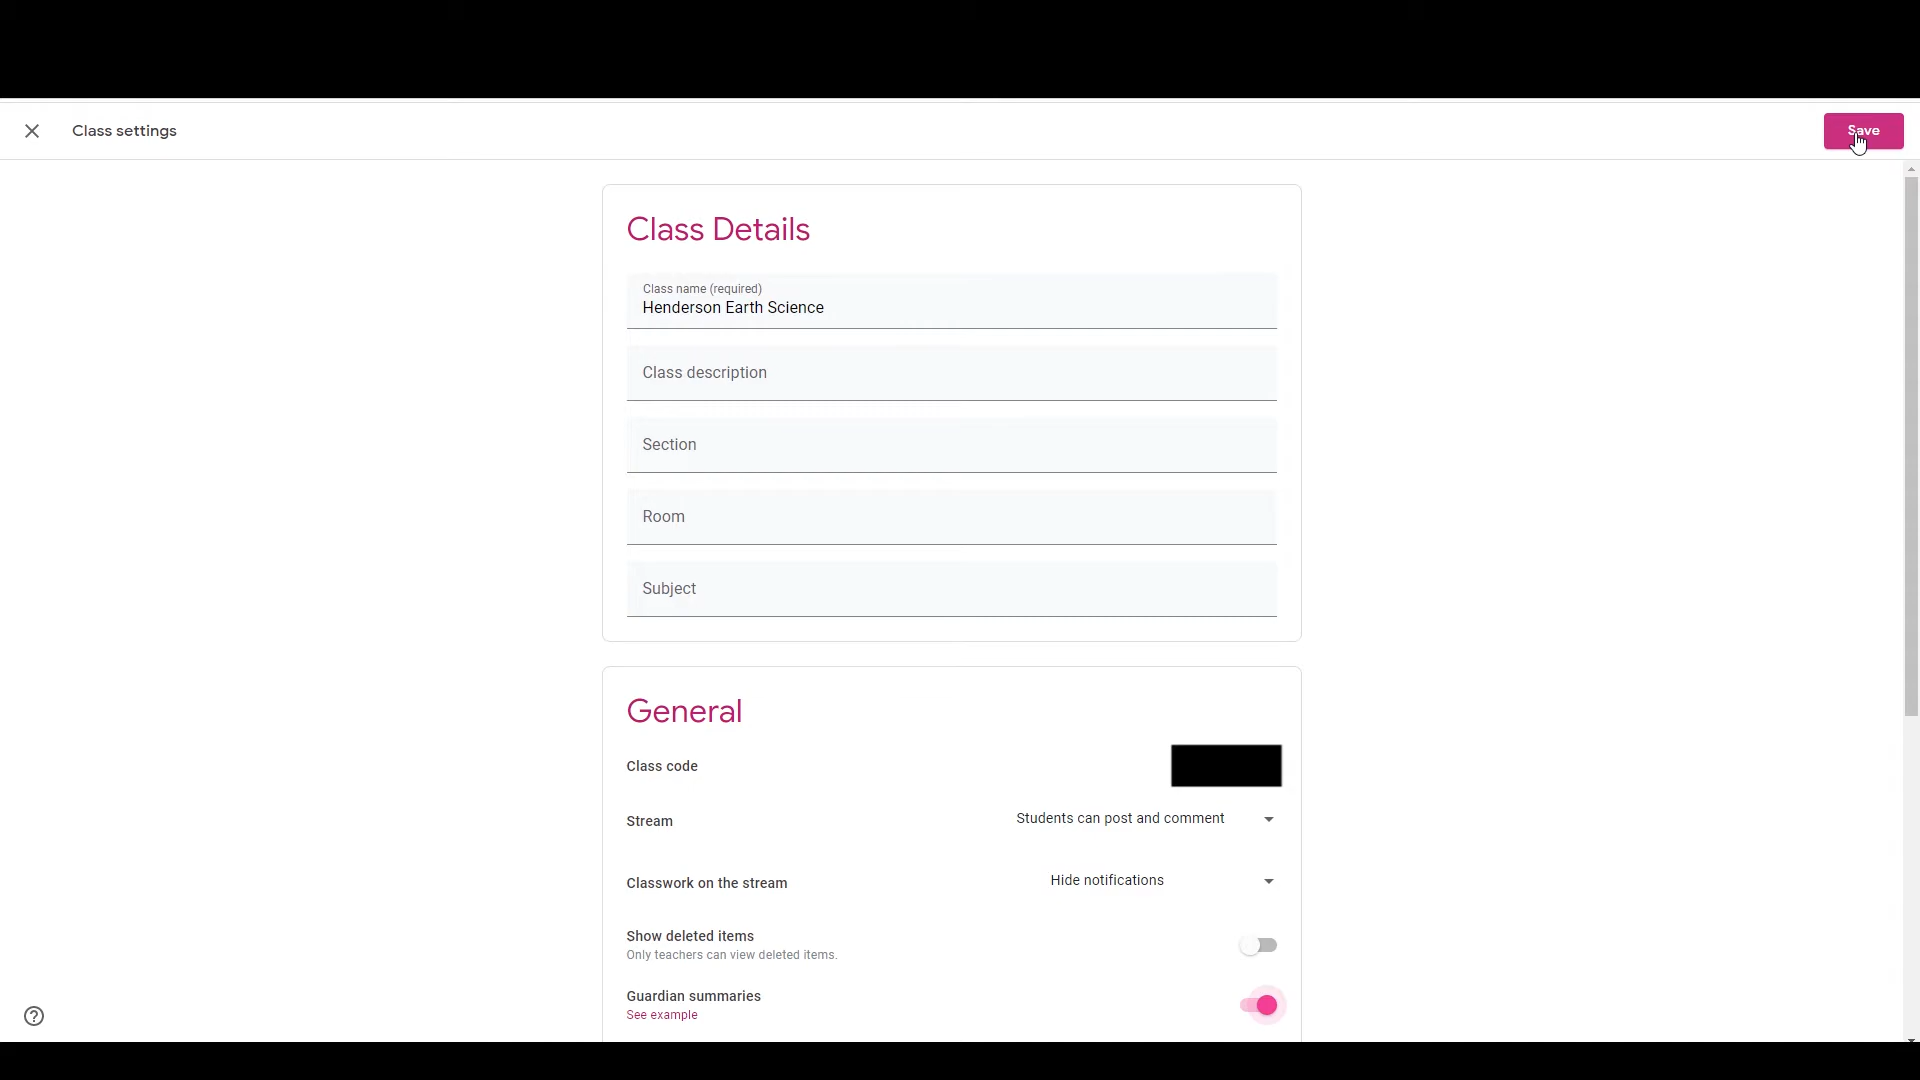 Class settings
Save
Class Details
Class name (required)
Henderson Earth Science
Class description
Section
Room
Subject
General
Class code
Stream
Students can post and comment
Classwork on the stream
Hide notifications
Show deleted items
Only teachers can view deleted items.
Guardian summaries
See example